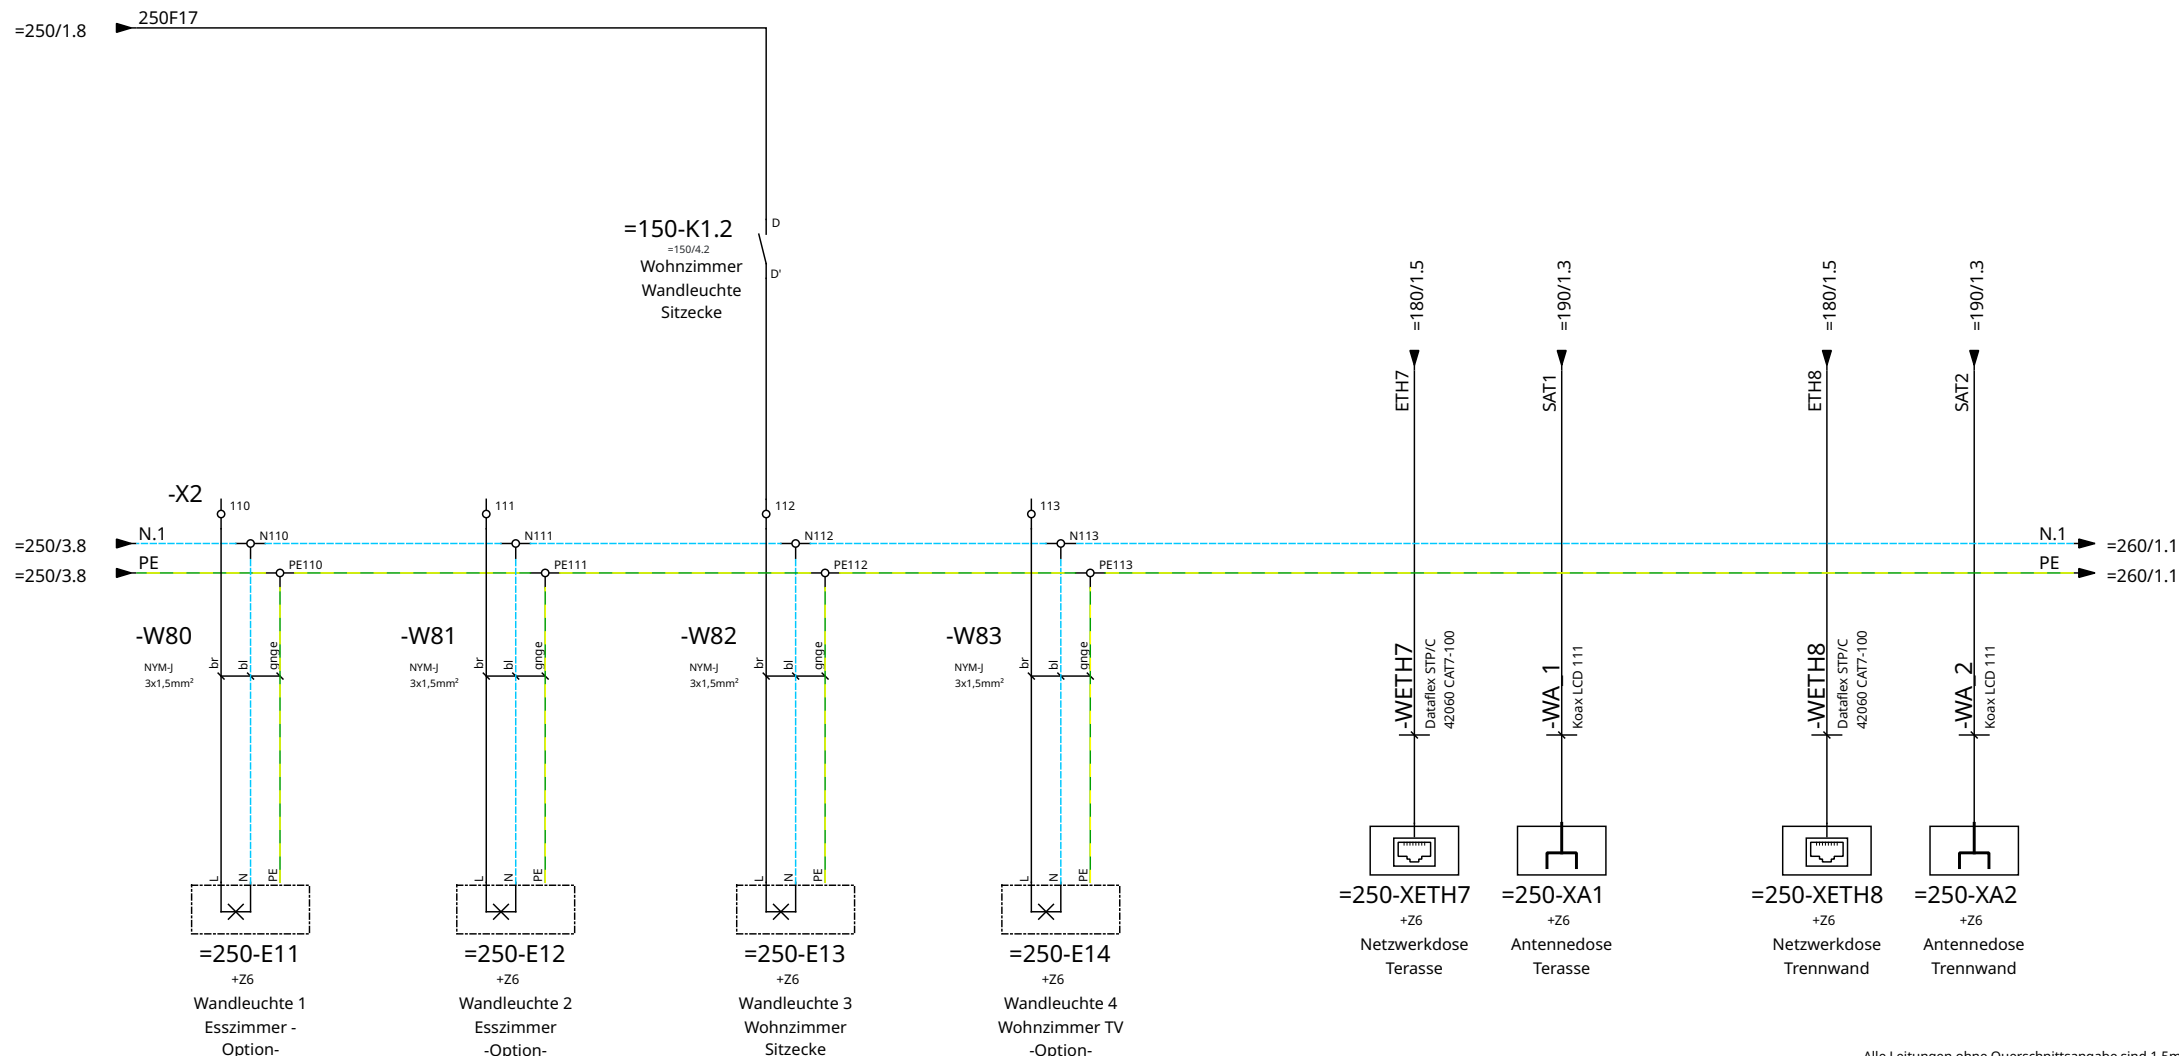 =250/1.8
250F17
=150-K1.2
=150/4.2
Wohnzimmer
Wandleuchte
Sitzecke
D
D'
=180/1.5
=190/1.3
=180/1.5
=190/1.3
ETH7
SAT1
ETH8
SAT2
-X2
110
111
112
113
=250/3.8
N.1
N110
N111
N112
N113
N.1
=260/1.1
=250/3.8
PE
PE110
PE111
PE112
PE113
PE
=260/1.1
-W80
NYM-J
3x1,5mm²
br
bl
gnge
-W81
NYM-J
3x1,5mm²
br
bl
gnge
-W82
NYM-J
3x1,5mm²
br
bl
gnge
-W83
NYM-J
3x1,5mm²
br
bl
gnge
-WETH7
Dataflex STP/C
42060 CAT7-100
-WA_1
Koax LCD 111
-WETH8
Dataflex STP/C
42060 CAT7-100
-WA_2
Koax LCD 111
L
N
PE
L
N
PE
L
N
PE
L
N
PE
=250-E11
+Z6
Wandleuchte 1
Esszimmer -
Option-
=250-E12
+Z6
Wandleuchte 2
Esszimmer
-Option-
=250-E13
+Z6
Wandleuchte 3
Wohnzimmer
Sitzecke
=250-E14
+Z6
Wandleuchte 4
Wohnzimmer TV
-Option-
=250-XETH7
+Z6
Netzwerkdose
Terasse
=250-XA1
+Z6
Antennedose
Terasse
=250-XETH8
+Z6
Netzwerkdose
Trennwand
=250-XA2
+Z6
Antennedose
Trennwand
Alle Leitungen ohne Querschnittsangabe sind 1,5m